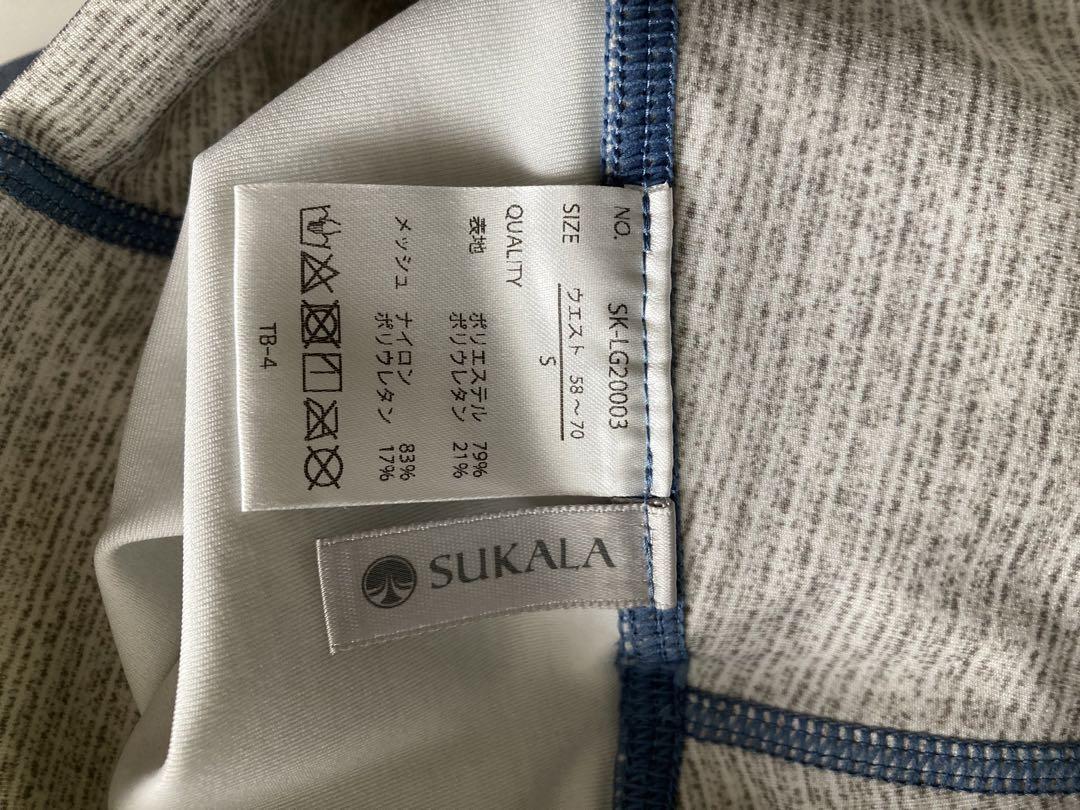 NO. SK-LG20003
SIZE ウエスト 58～70
S
QUALITY
表地 ポリエステル 79%
ポリウレタン 21%
メッシュ ナイロン 83%
ポリウレタン 17%
TB-4
SUKALA